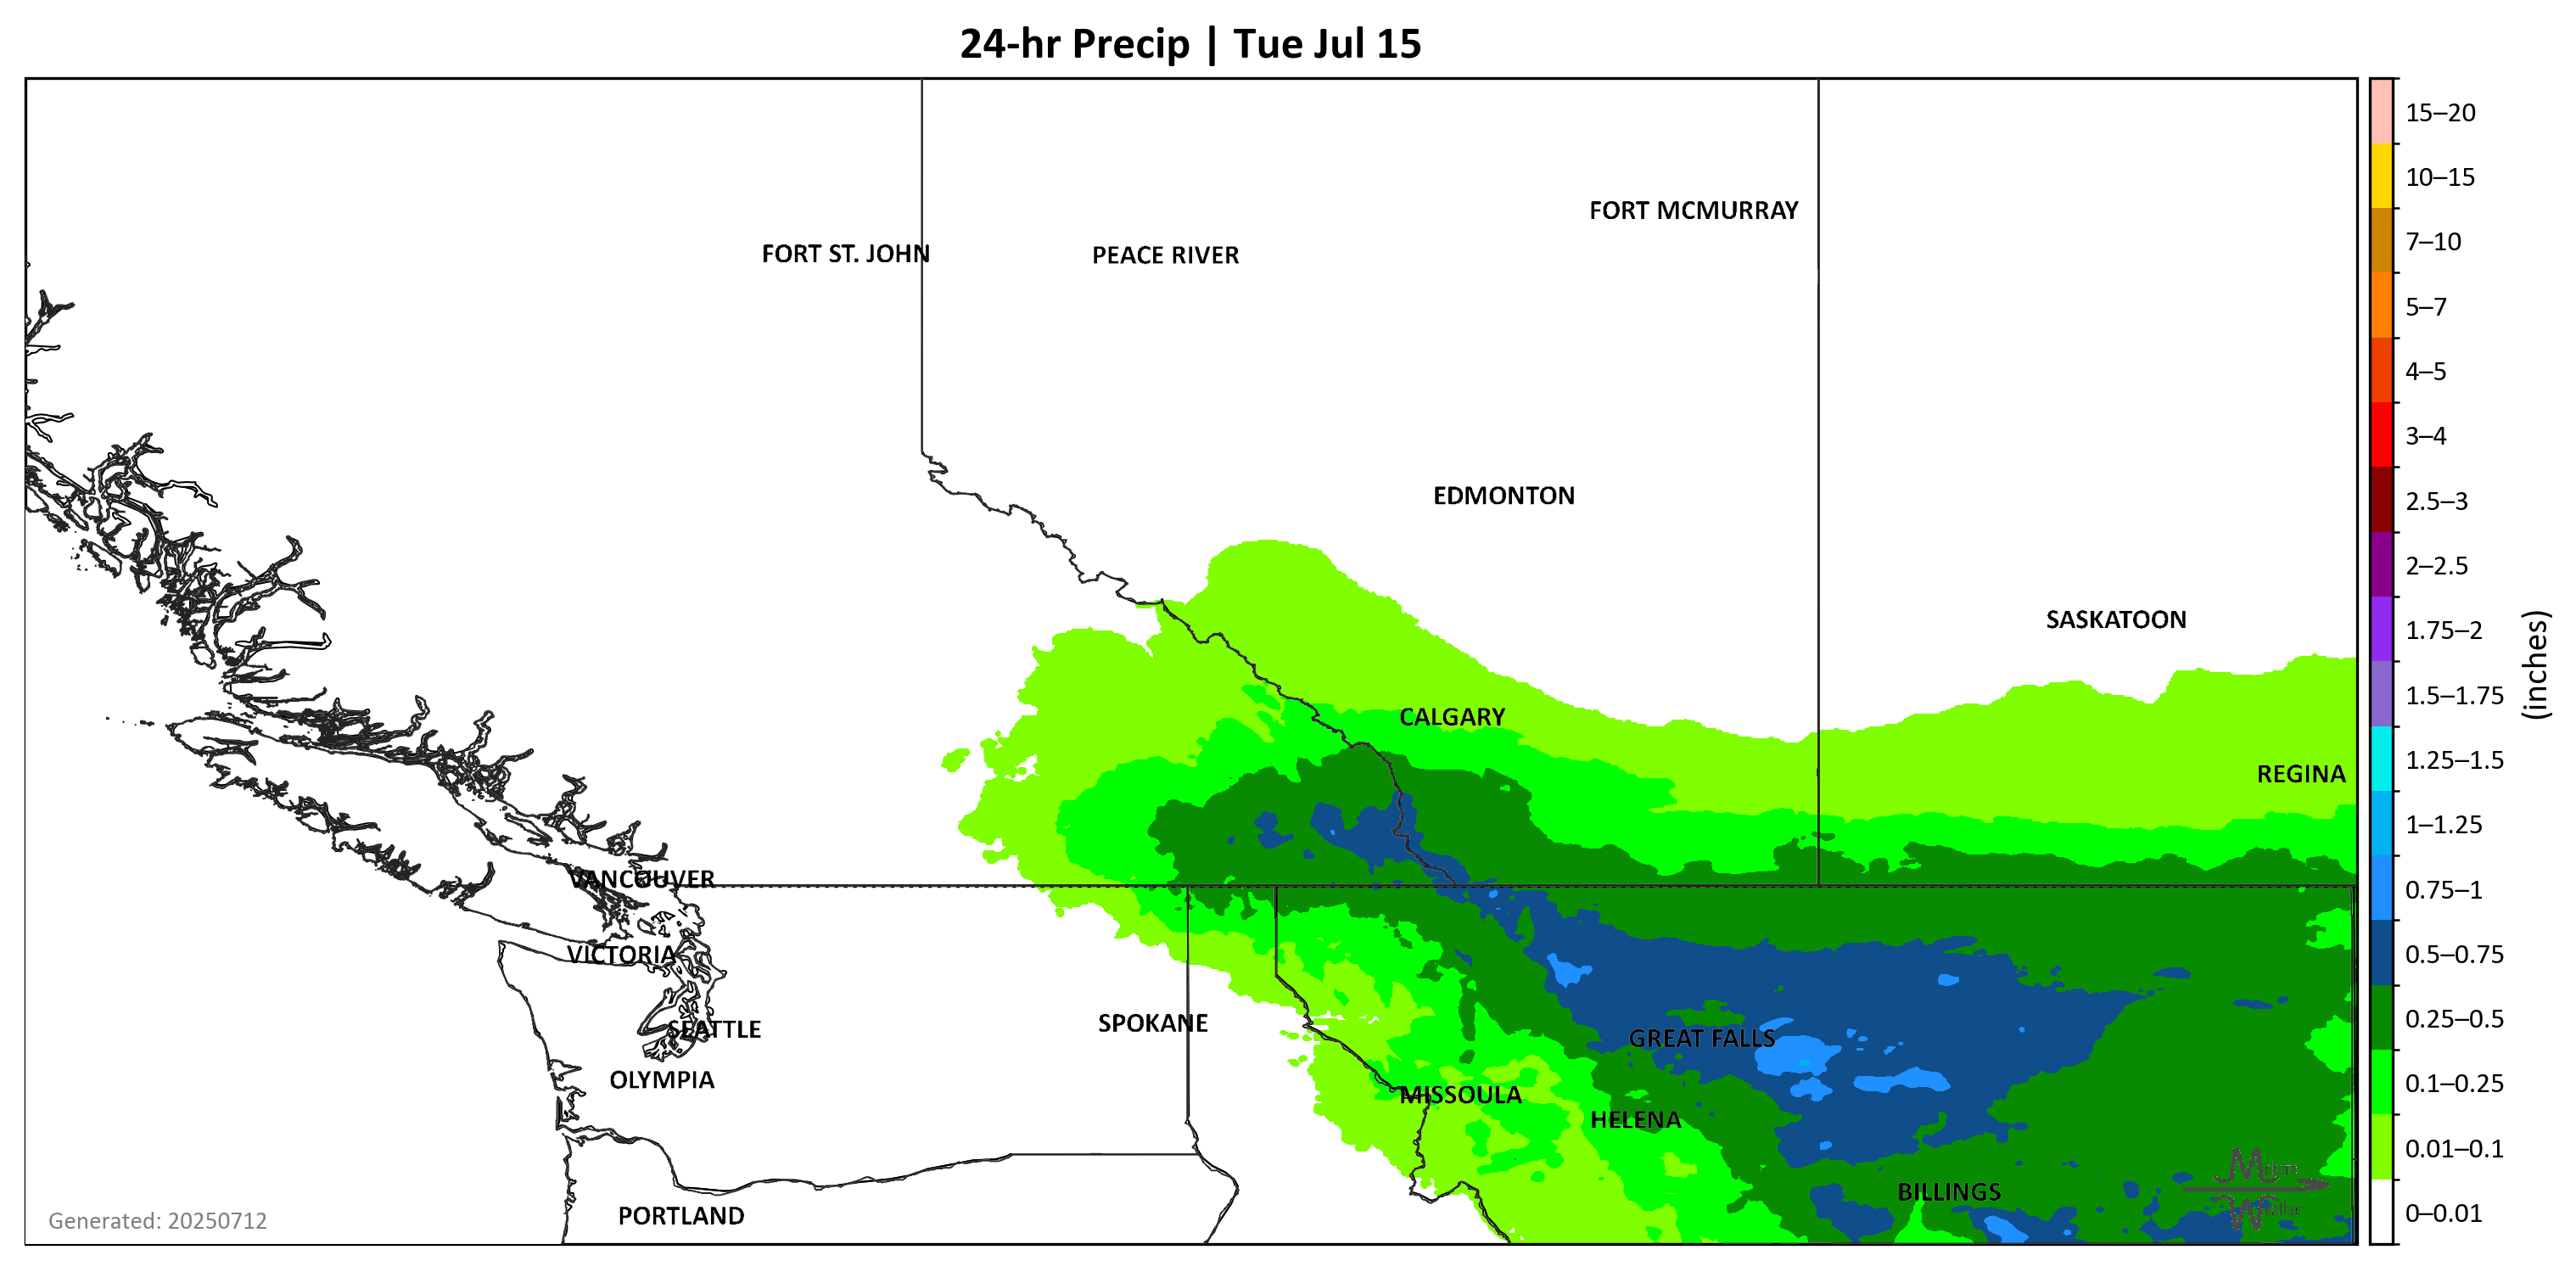 24-hr Precip | Tue Jul 15
FORT MCMURRAY
FORT ST. JOHN
PEACE RIVER
EDMONTON
SASKATOON
CALGARY
REGINA
VANCOUVER
VICTORIA
SPOKANE
SEATTLE
GREAT FALLS
OLYMPIA
MISSOULA
HELENA
BILLINGS
PORTLAND
Generated: 20250712
15–20
10–15
7–10
5–7
4–5
3–4
2.5–3
2–2.5
1.75–2
1.5–1.75
1.25–1.5
1–1.25
0.75–1
0.5–0.75
0.25–0.5
0.1–0.25
0.01–0.1
0–0.01
(inches)